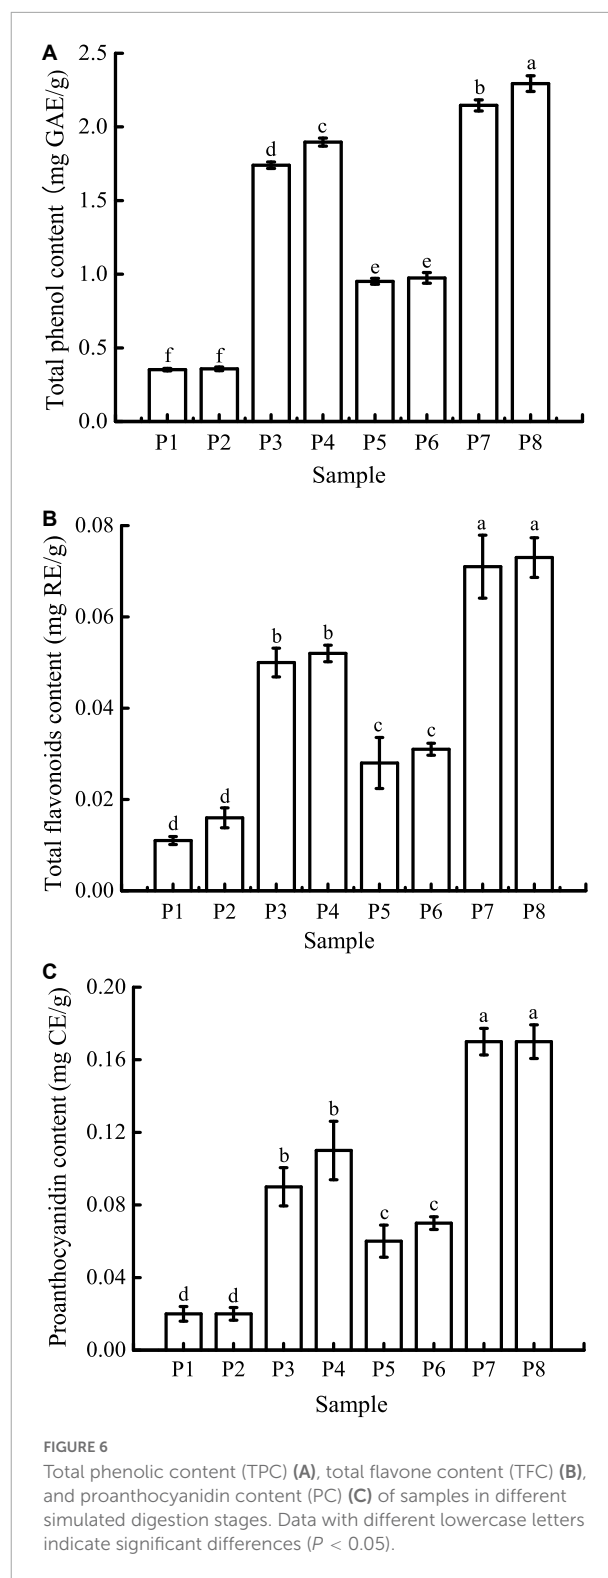 A
Total phenol content (mg GAE/g)
2.5
2.0
1.5
1.0
0.5
0.0
f
f
d
c
e
e
b
a
P1 P2 P3 P4 P5 P6 P7 P8
Sample
B
Total flavonoids content (mg RE/g)
0.08
0.06
0.04
0.02
0.00
d
d
b
b
c
c
a
a
P1 P2 P3 P4 P5 P6 P7 P8
Sample
C
Proanthocyanidin content (mg CE/g)
0.20
0.16
0.12
0.08
0.04
0.00
d
d
b
b
c
c
a
a
P1 P2 P3 P4 P5 P6 P7 P8
Sample
FIGURE 6
Total phenolic content (TPC) (A), total flavone content (TFC) (B),
and proanthocyanidin content (PC) (C) of samples in different
simulated digestion stages. Data with different lowercase letters
indicate significant differences (P < 0.05).